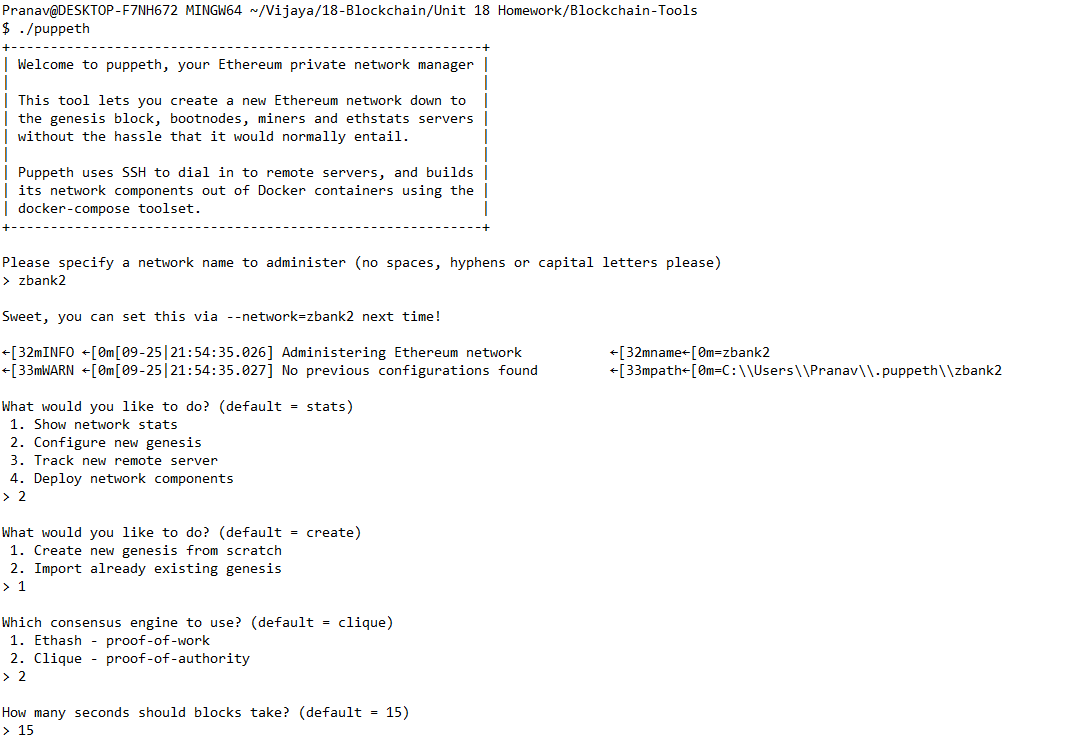 Pranav@DESKTOP-F7NH672 MINGW64 ~/Vijaya/18-Blockchain/Unit 18 Homework/Blockchain-Tools
$ ./puppeth
+-----------------------------------------------------------+
| Welcome to puppeth, your Ethereum private network manager |
|                                                           |
| This tool lets you create a new Ethereum network down to  |
| the genesis block, bootnodes, miners and ethstats servers |
| without the hassle that it would normally entail.         |
|                                                           |
| Puppeth uses SSH to dial in to remote servers, and builds |
| its network components out of Docker containers using the |
| docker-compose toolset.                                   |
+-----------------------------------------------------------+
Please specify a network name to administer (no spaces, hyphens or capital letters please)
> zbank2
Sweet, you can set this via --network=zbank2 next time!
←[32mINFO ←[0m[09-25|21:54:35.026] Administering Ethereum network           ←[32mname←[0m=zbank2
←[33mWARN ←[0m[09-25|21:54:35.027] No previous configurations found         ←[33mpath←[0m=C:\\Users\\Pranav\\.puppeth\\zbank2
What would you like to do? (default = stats)
 1. Show network stats
 2. Configure new genesis
 3. Track new remote server
 4. Deploy network components
> 2
What would you like to do? (default = create)
 1. Create new genesis from scratch
 2. Import already existing genesis
> 1
Which consensus engine to use? (default = clique)
 1. Ethash - proof-of-work
 2. Clique - proof-of-authority
> 2
How many seconds should blocks take? (default = 15)
> 15